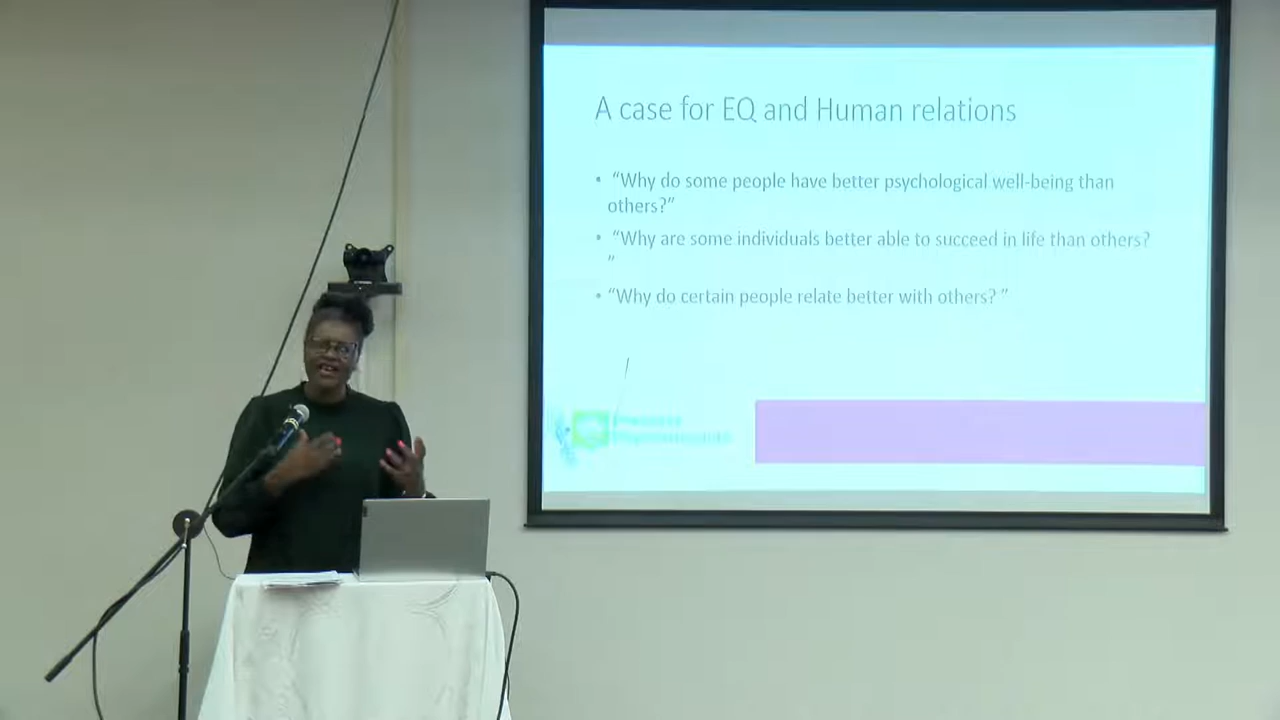 A case for EQ and Human relations
• “Why do some people have better psychological well-being than
others?”
• “Why are some individuals better able to succeed in life than others?
”
• “Why do certain people relate better with others? ”